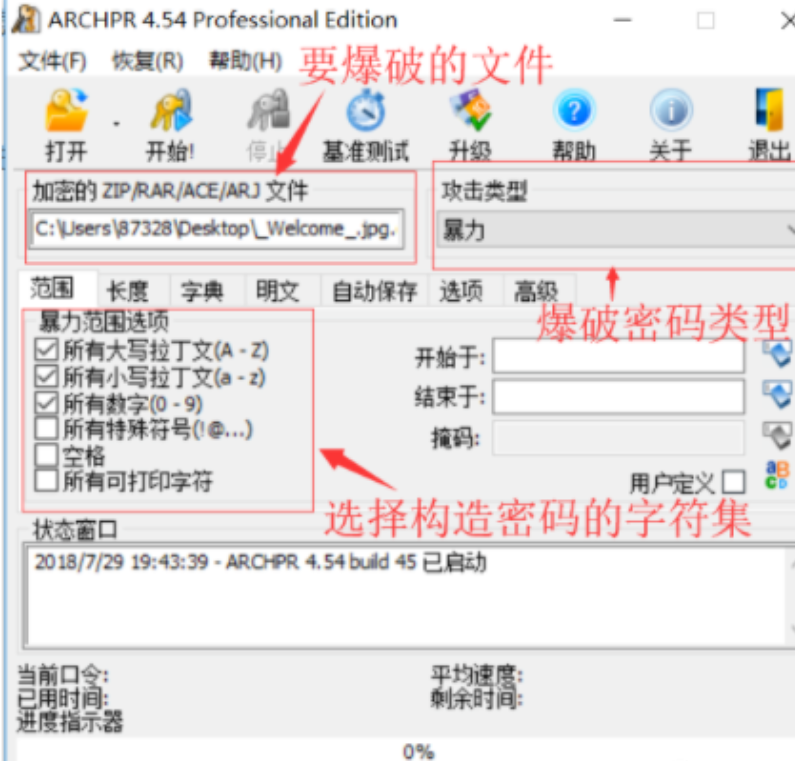 ARCHPR 4.54 Professional Edition
文件(F) 恢复(R) 帮助(H)
要爆破的文件
打开 开始! 停止 基准测试 升级 帮助 关于 退出
加密的 ZIP/RAR/ACE/ARJ 文件 攻击类型
C:\Users\87328\Desktop\_Welcome_.jpg. 暴力
范围 长度 字典 明文 自动保存 选项 高级
爆破密码类型
暴力范围选项
所有大写拉丁文(A - Z) 开始于:
所有小写拉丁文(a - z)
所有数字(0 - 9) 结束于:
所有特殊符号(!@...) 掩码:
空格
所有可打印字符 用户定义
选择构造密码的字符集
状态窗口
2018/7/29 19:43:39 - ARCHPR 4.54 build 45 已启动
当前口令: 平均速度:
已用时间: 剩余时间:
进度指示器
0%